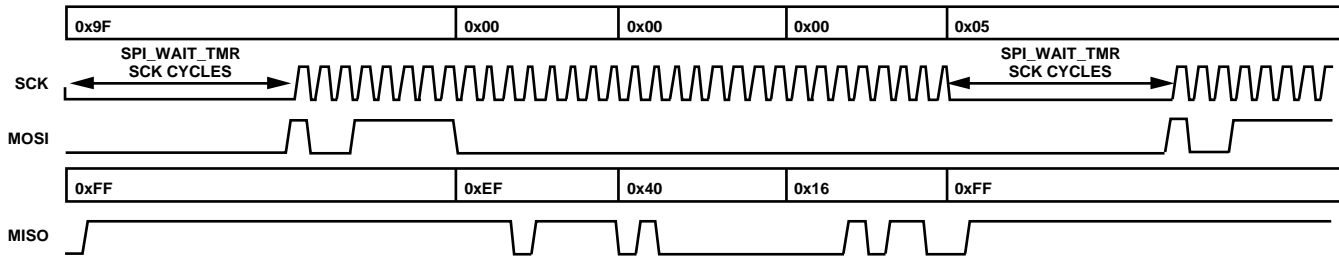 0x9F 0x00 0x00 0x00 0x05
SPI_WAIT_TMR SPI_WAIT_TMR
SCK CYCLES SCK CYCLES
SCK
MOSI
0xFF 0xEF 0x40 0x16 0xFF
MISO